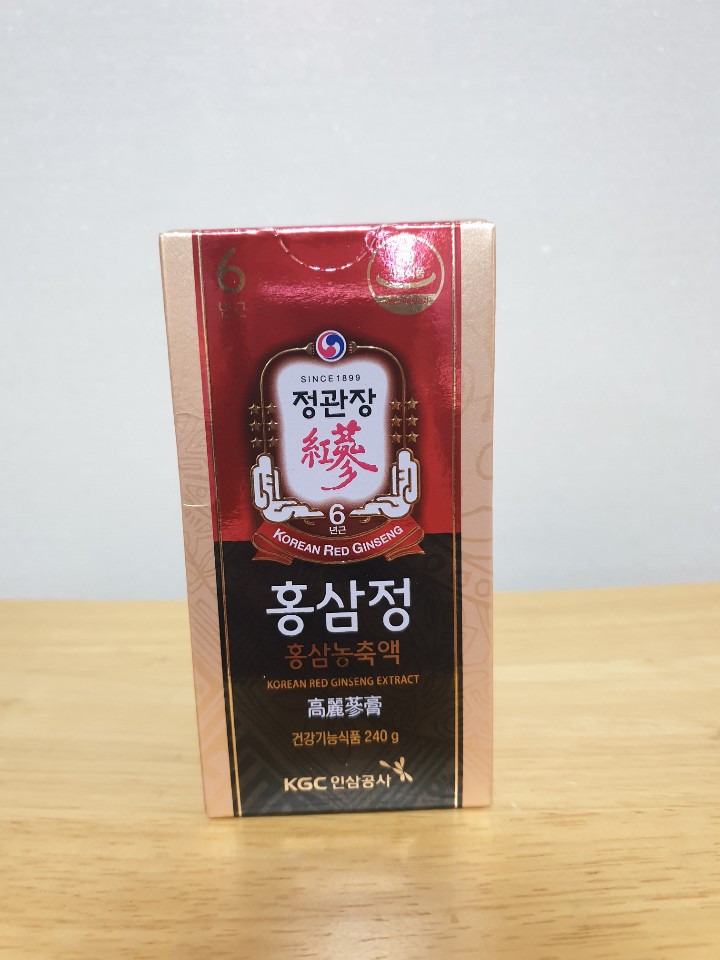 6
년근
SINCE 1899
정관장
紅蔘
6
년근
KOREAN RED GINSENG
홍삼정
홍삼농축액
KOREAN RED GINSENG EXTRACT
高麗蔘膏
건강기능식품 240 g
KGC 인삼공사